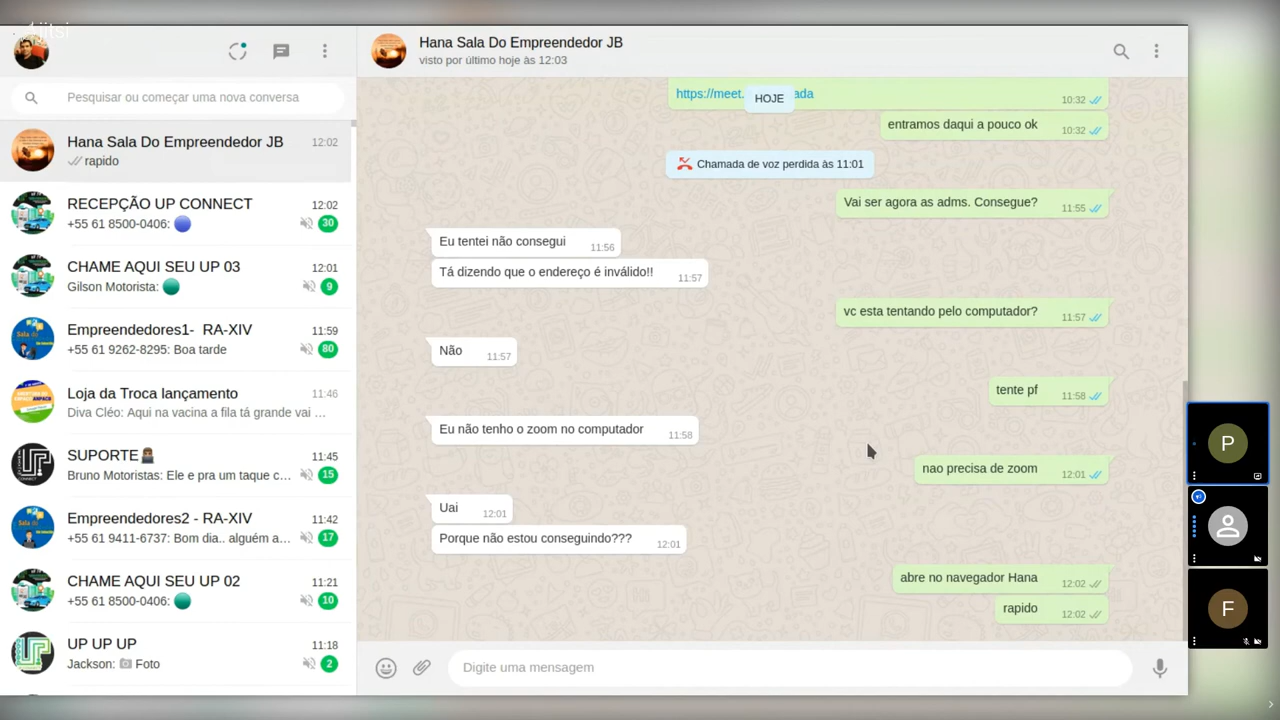 jitsi
Pesquisar ou começar uma nova conversa
Hana Sala Do Empreendedor JB 12:02
rapido
RECEPÇÃO UP CONNECT 12:02
+55 61 8500-0406: 30
CHAME AQUI SEU UP 03 12:01
Gilson Motorista: 9
Empreendedores1- RA-XIV 11:59
+55 61 9262-8295: Boa tarde 80
Loja da Troca lançamento 11:46
Diva Cléo: Aqui na vacina a fila tá grande vai …
SUPORTE 11:45
Bruno Motoristas: Ele e pra um taque c… 15
Empreendedores2 - RA-XIV 11:42
+55 61 9411-6737: Bom dia.. alguém a… 17
CHAME AQUI SEU UP 02 11:21
+55 61 8500-0406: 10
UP UP UP 11:18
Jackson: Foto 2
Hana Sala Do Empreendedor JB
visto por último hoje às 12:03
https://meet. ada 10:32
HOJE
entramos daqui a pouco ok 10:32
Chamada de voz perdida às 11:01
Vai ser agora as adms. Consegue? 11:55
Eu tentei não consegui 11:56
Tá dizendo que o endereço é inválido!! 11:57
vc esta tentando pelo computador? 11:57
Não 11:57
tente pf 11:58
Eu não tenho o zoom no computador 11:58
nao precisa de zoom 12:01
Uai 12:01
Porque não estou conseguindo??? 12:01
abre no navegador Hana 12:02
rapido 12:02
Digite uma mensagem
P
F